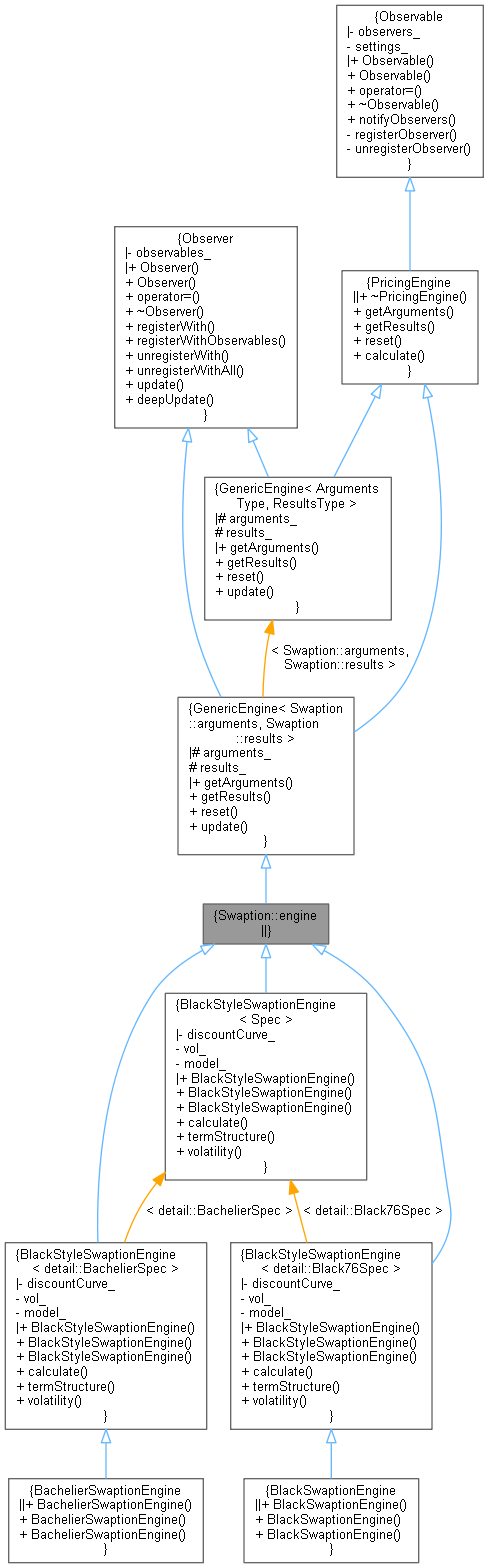 {Observable
|- observers_
- settings_
|+ Observable()
+ Observable()
+ operator=()
+ ~Observable()
+ notifyObservers()
- registerObserver()
- unregisterObserver()
}
{Observer
|- observables_
|+ Observer()
+ Observer()
+ operator=()
+ ~Observer()
+ registerWith()
+ registerWithObservables()
+ unregisterWith()
+ unregisterWithAll()
+ update()
+ deepUpdate()
}
{PricingEngine
||+ ~PricingEngine()
+ getArguments()
+ getResults()
+ reset()
+ calculate()
}
{GenericEngine< Arguments
Type, ResultsType >
|# arguments_
# results_
|+ getArguments()
+ getResults()
+ reset()
+ update()
}
< Swaption::arguments,
Swaption::results >
{GenericEngine< Swaption
::arguments, Swaption
::results >
|# arguments_
# results_
|+ getArguments()
+ getResults()
+ reset()
+ update()
}
{Swaption::engine
||}
{BlackStyleSwaptionEngine
< Spec >
|- discountCurve_
- vol_
- model_
|+ BlackStyleSwaptionEngine()
+ BlackStyleSwaptionEngine()
+ BlackStyleSwaptionEngine()
+ calculate()
+ termStructure()
+ volatility()
}
< detail::BachelierSpec >
< detail::Black76Spec >
{BlackStyleSwaptionEngine
< detail::BachelierSpec >
|- discountCurve_
- vol_
- model_
|+ BlackStyleSwaptionEngine()
+ BlackStyleSwaptionEngine()
+ BlackStyleSwaptionEngine()
+ calculate()
+ termStructure()
+ volatility()
}
{BlackStyleSwaptionEngine
< detail::Black76Spec >
|- discountCurve_
- vol_
- model_
|+ BlackStyleSwaptionEngine()
+ BlackStyleSwaptionEngine()
+ BlackStyleSwaptionEngine()
+ calculate()
+ termStructure()
+ volatility()
}
{BachelierSwaptionEngine
||+ BachelierSwaptionEngine()
+ BachelierSwaptionEngine()
+ BachelierSwaptionEngine()
}
{BlackSwaptionEngine
||+ BlackSwaptionEngine()
+ BlackSwaptionEngine()
+ BlackSwaptionEngine()
}